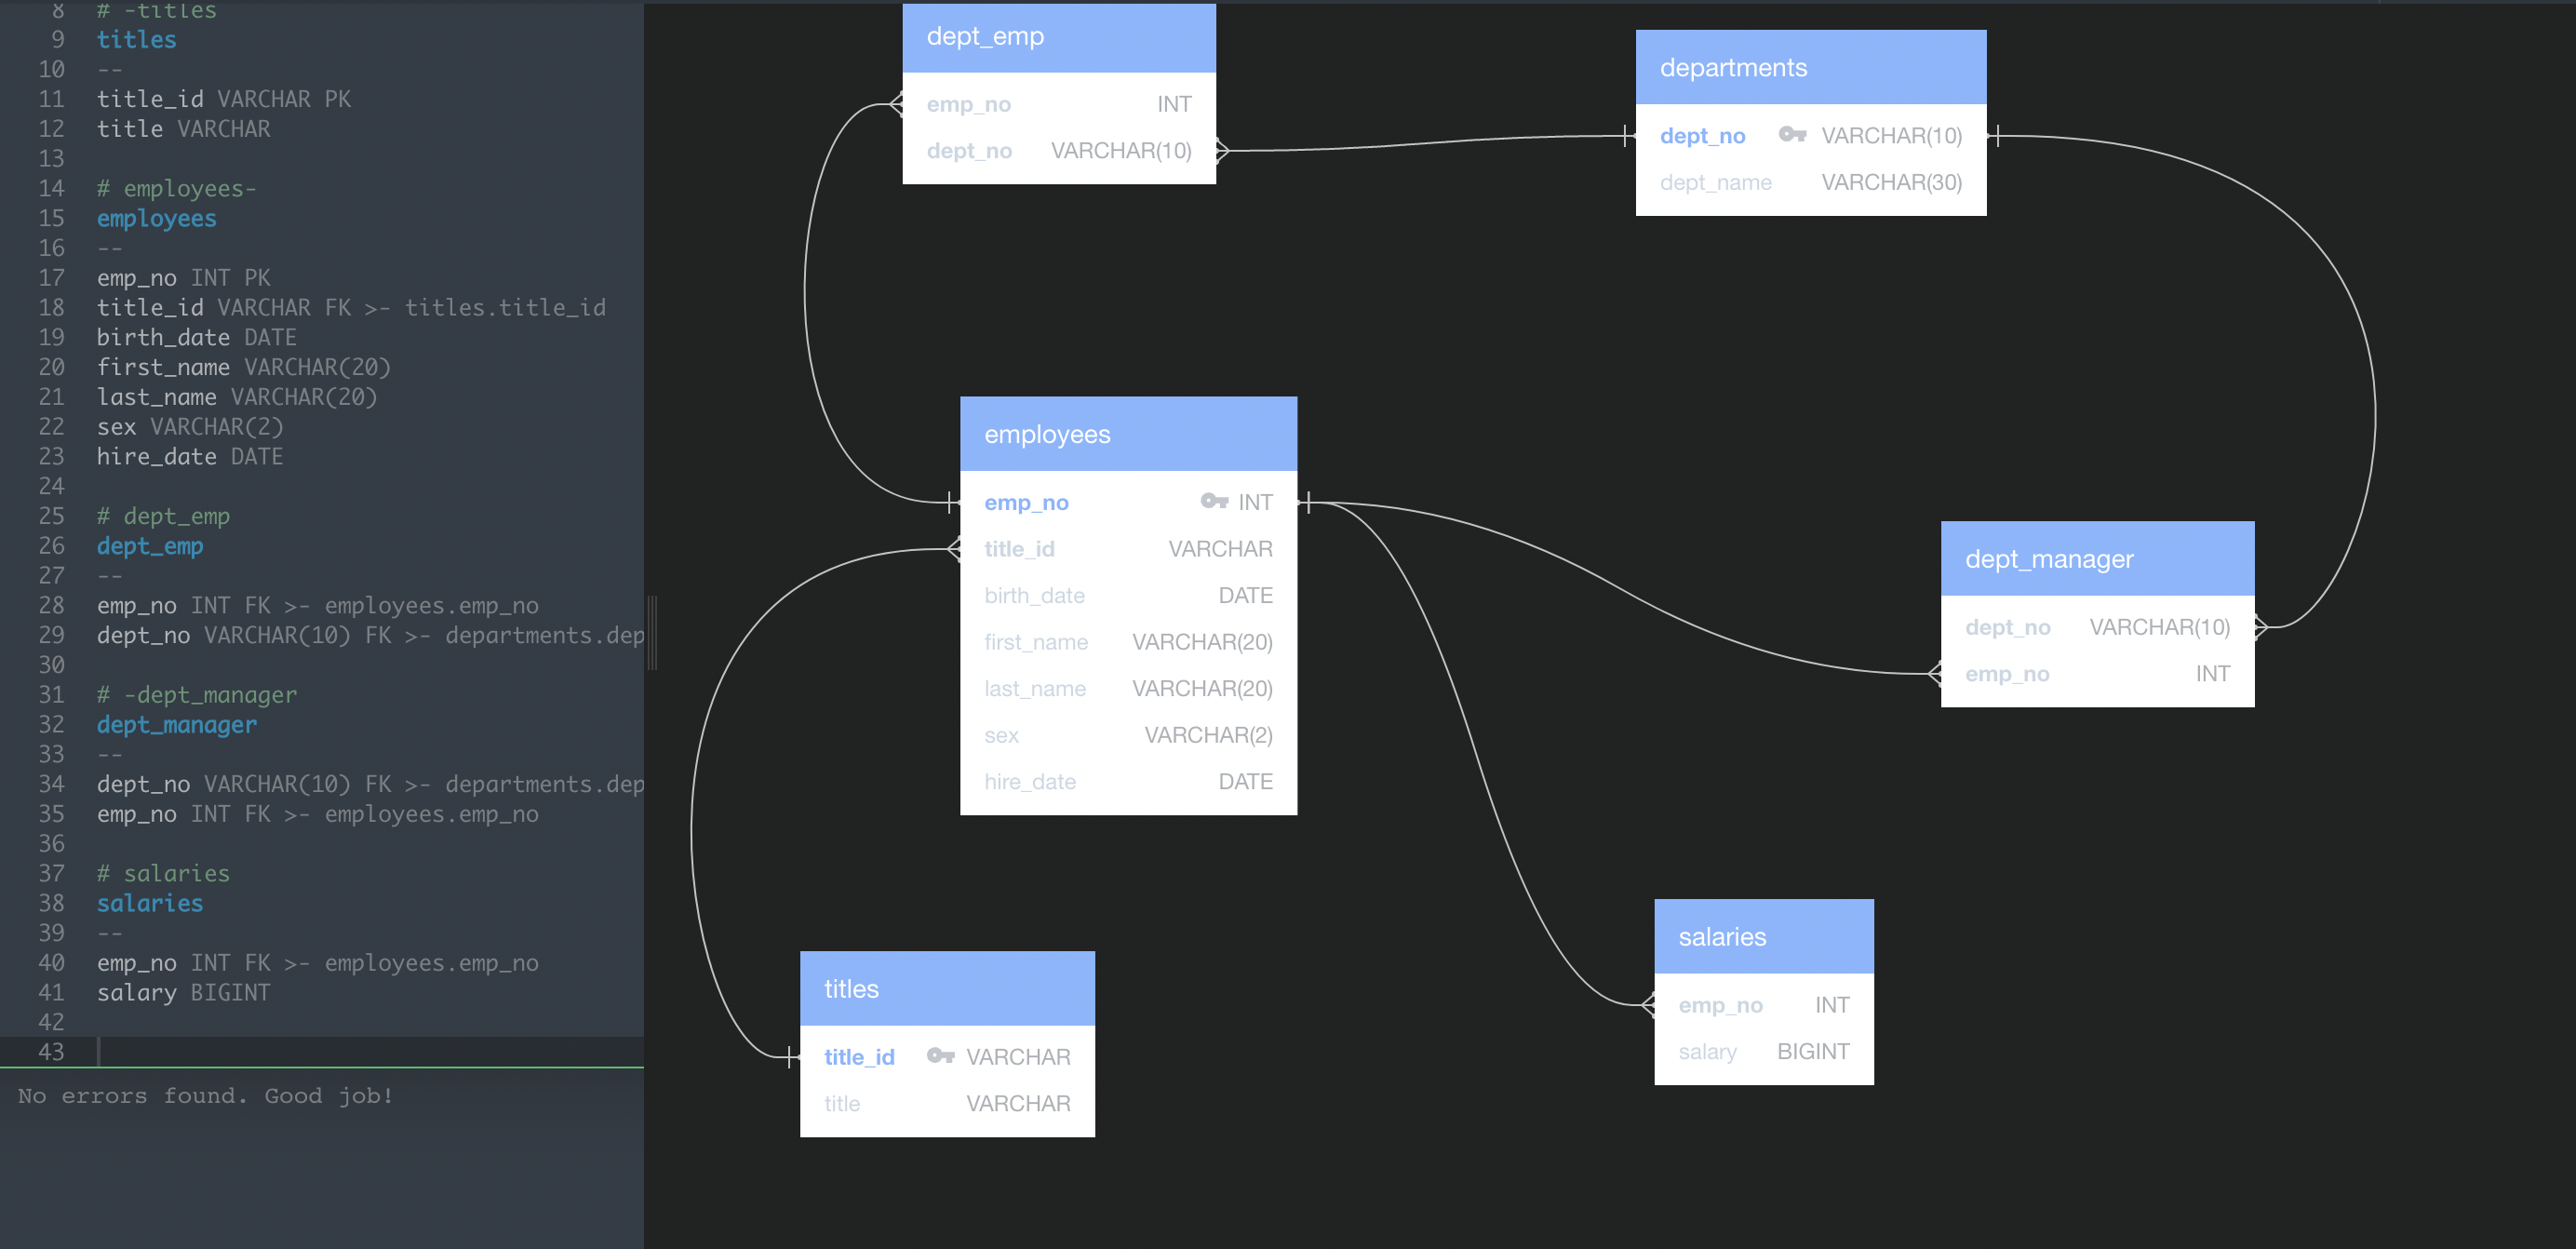 8 # -titles
9 titles
10 --
11 title_id VARCHAR PK
12 title VARCHAR
13
14 # employees-
15 employees
16 --
17 emp_no INT PK
18 title_id VARCHAR FK >- titles.title_id
19 birth_date DATE
20 first_name VARCHAR(20)
21 last_name VARCHAR(20)
22 sex VARCHAR(2)
23 hire_date DATE
24
25 # dept_emp
26 dept_emp
27 --
28 emp_no INT FK >- employees.emp_no
29 dept_no VARCHAR(10) FK >- departments.dep
30
31 # -dept_manager
32 dept_manager
33 --
34 dept_no VARCHAR(10) FK >- departments.dep
35 emp_no INT FK >- employees.emp_no
36
37 # salaries
38 salaries
39 --
40 emp_no INT FK >- employees.emp_no
41 salary BIGINT
42
43
No errors found. Good job!
dept_emp
emp_no INT
dept_no VARCHAR(10)
departments
dept_no VARCHAR(10)
dept_name VARCHAR(30)
employees
emp_no INT
title_id VARCHAR
birth_date DATE
first_name VARCHAR(20)
last_name VARCHAR(20)
sex VARCHAR(2)
hire_date DATE
dept_manager
dept_no VARCHAR(10)
emp_no INT
salaries
emp_no INT
salary BIGINT
titles
title_id VARCHAR
title VARCHAR